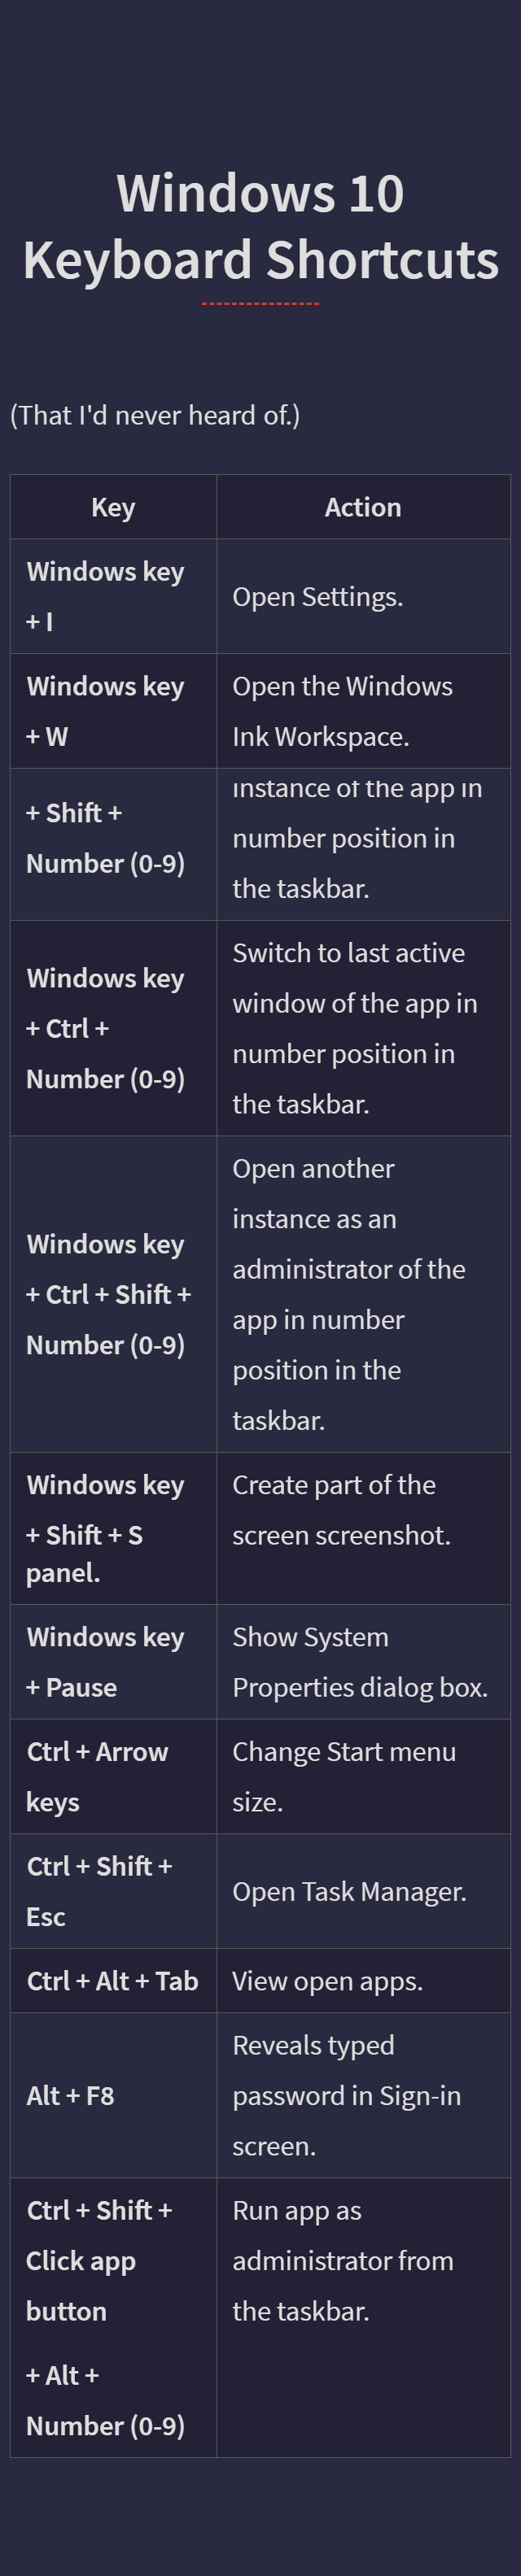 Windows 10
Keyboard Shortcuts
(That I'd never heard of.)
Key
Action
Windows key
+ I
Open Settings.
Windows key
+ W
Open the Windows
Ink Workspace.
+ Shift +
Number (0-9)
instance of the app in
number position in
the taskbar.
Windows key
+ Ctrl +
Number (0-9)
Switch to last active
window of the app in
number position in
the taskbar.
Windows key
+ Ctrl + Shift +
Number (0-9)
Open another
instance as an
administrator of the
app in number
position in the
taskbar.
Windows key
+ Shift + S
panel.
Create part of the
screen screenshot.
Windows key
+ Pause
Show System
Properties dialog box.
Ctrl + Arrow
keys
Change Start menu
size.
Ctrl + Shift +
Esc
Open Task Manager.
Ctrl + Alt + Tab
View open apps.
Alt + F8
Reveals typed
password in Sign-in
screen.
Ctrl + Shift +
Click app
button
+ Alt +
Number (0-9)
Run app as
administrator from
the taskbar.